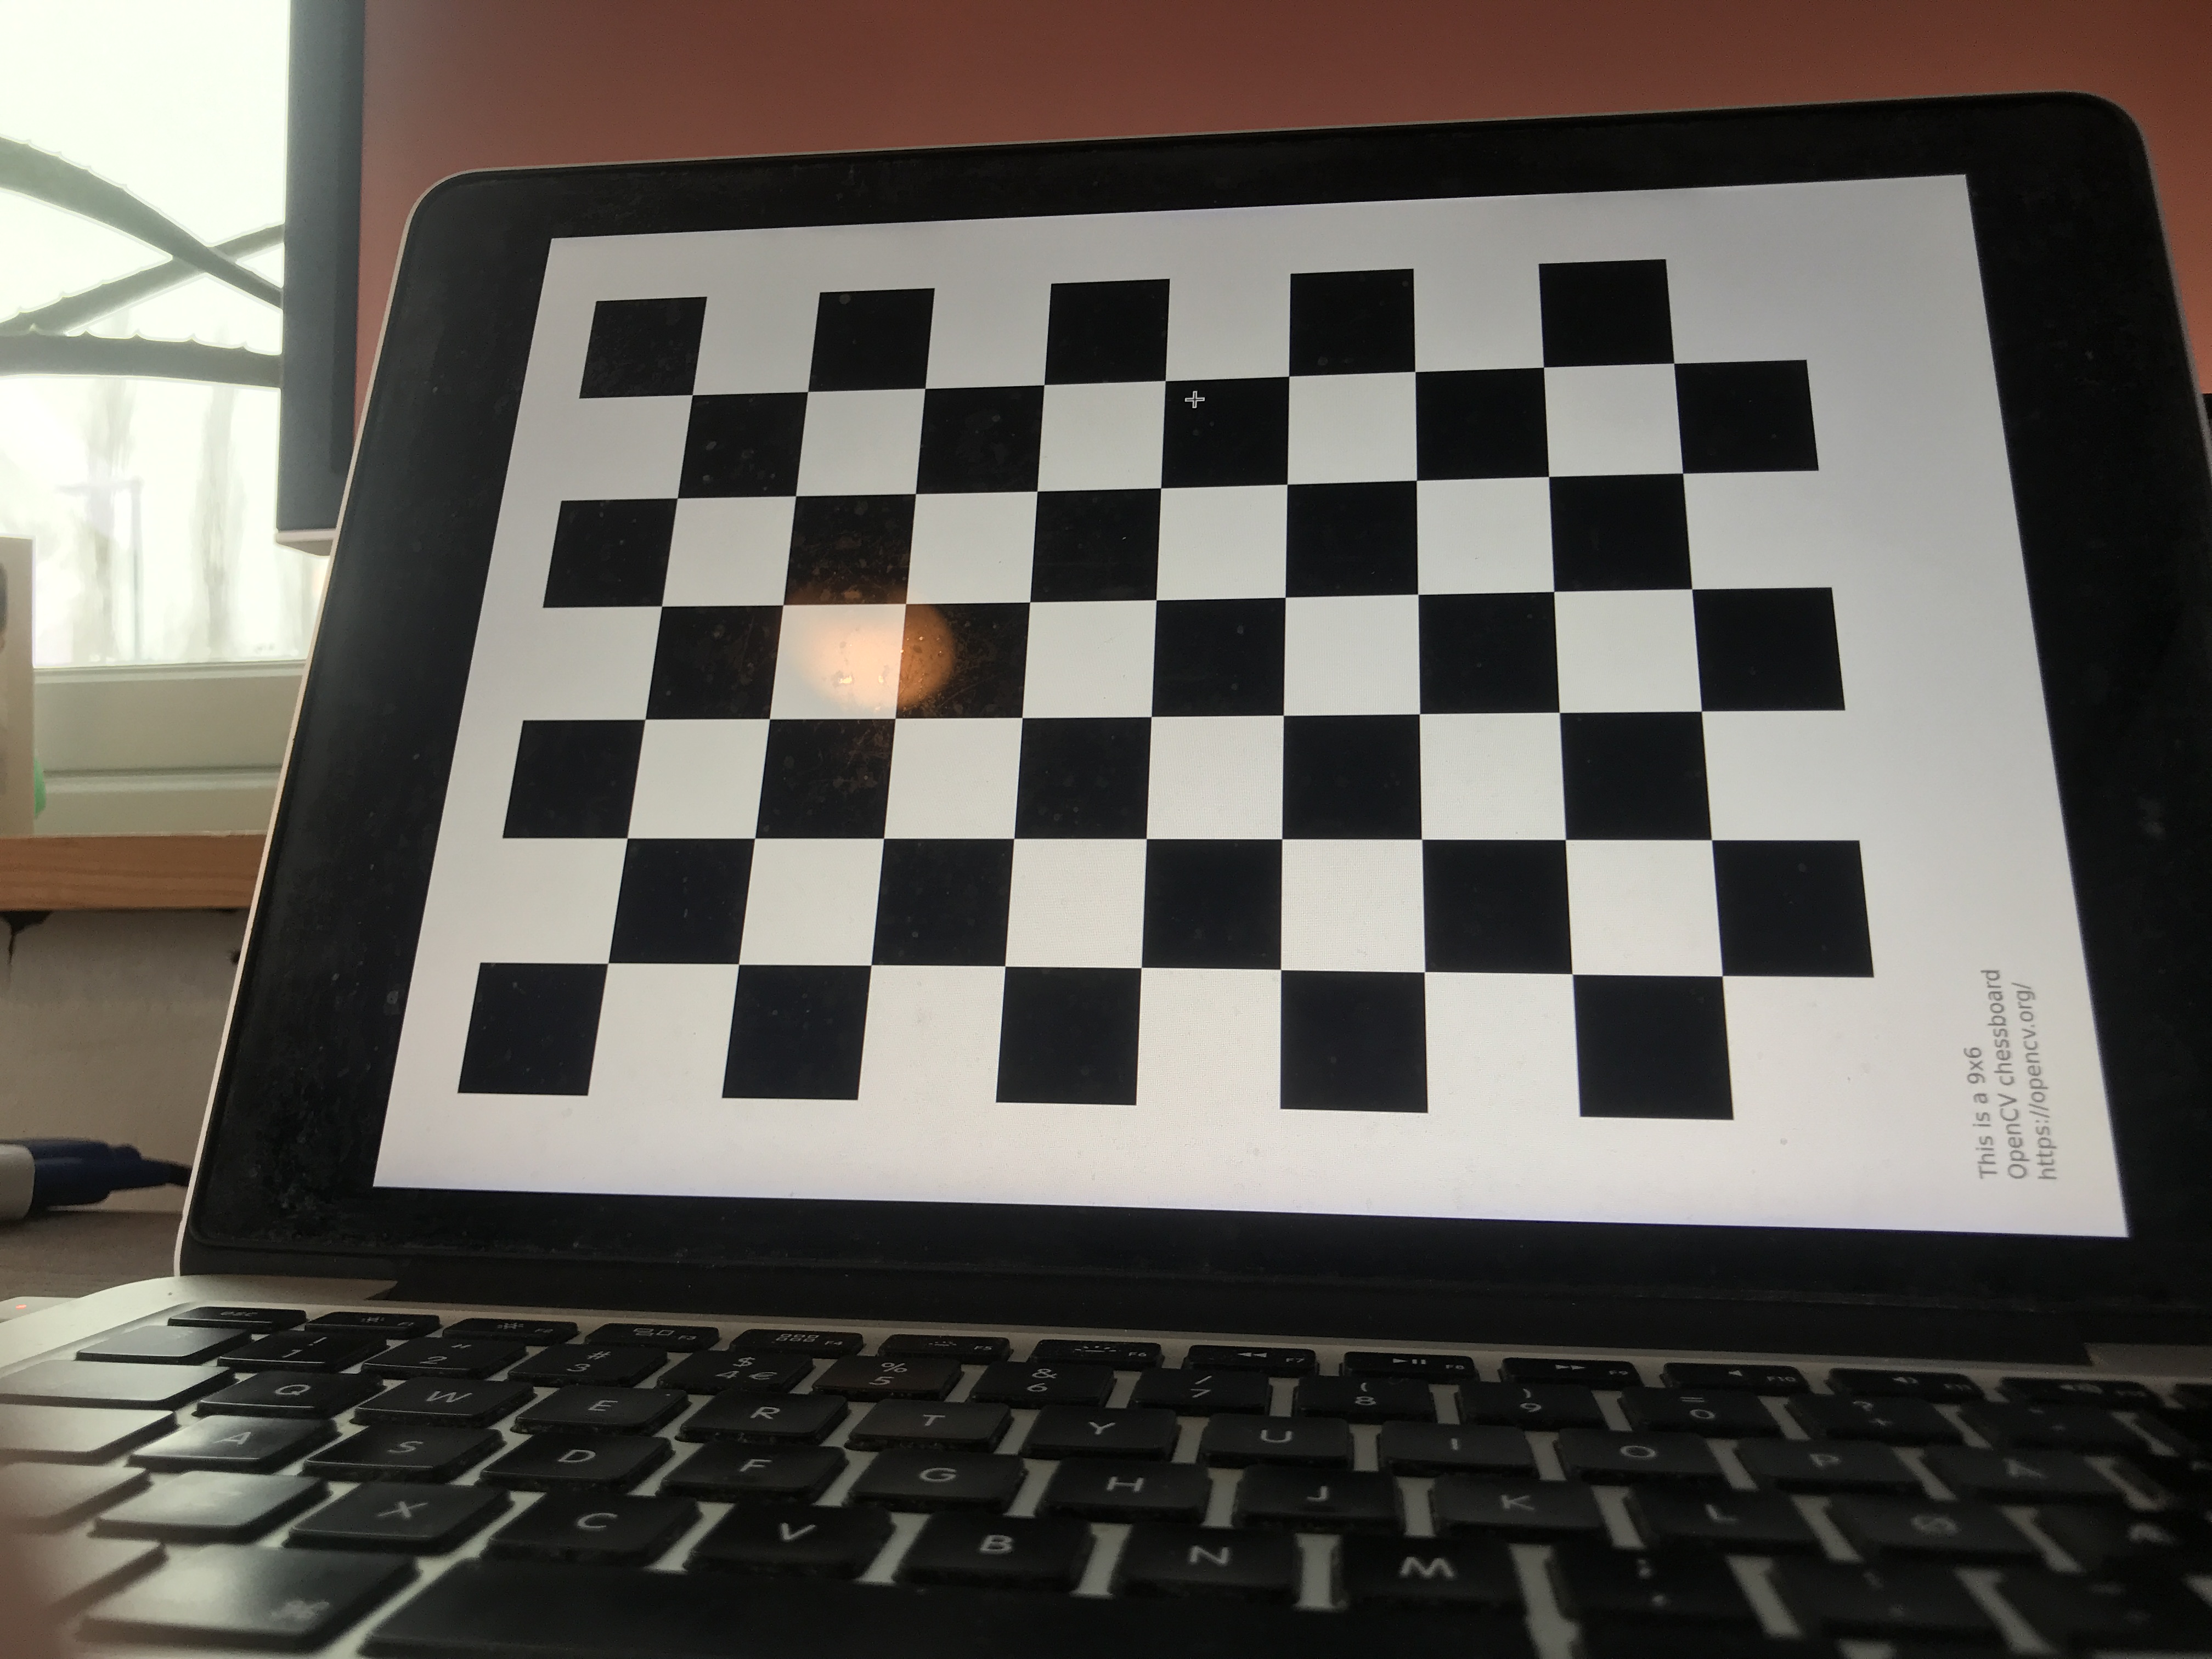 This is a 9x6
OpenCV chessboard
https://opencv.org/
esc F1 F2 F3 F4 F5 F6 F7 F8 F9 F10
! " # $ % & / ( ) = ?
1 2 3 4 € 5 6 7 8 9 0 +
Q W E R T Y U I O P Å
A S D F G H J K L Ø
X C V B N M ;
⌘